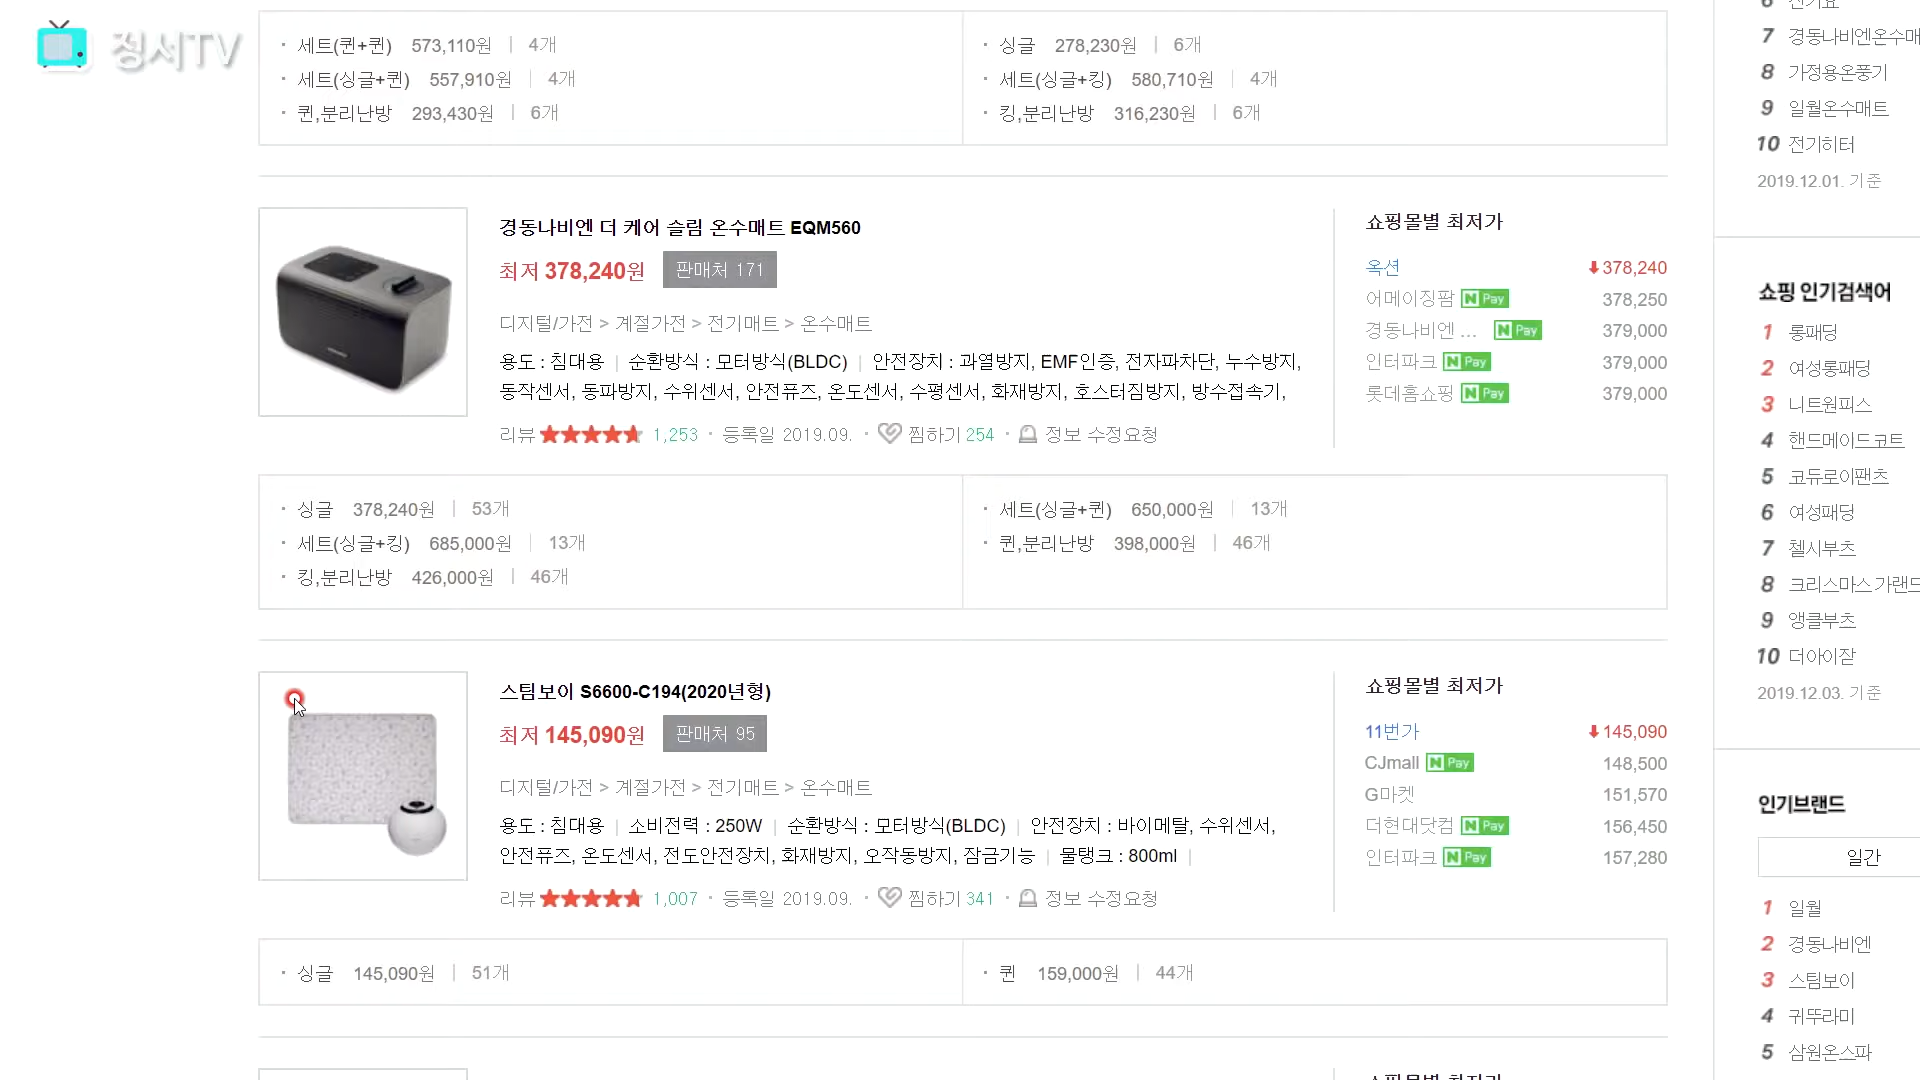 정서TV
· 세트(퀸+퀸) 573,110원 | 4개
· 싱글 278,230원 | 6개
· 세트(싱글+퀸) 557,910원 | 4개
· 세트(싱글+킹) 580,710원 | 4개
· 퀸,분리난방 293,430원 | 6개
· 킹,분리난방 316,230원 | 6개
경동나비엔 더 케어 슬림 온수매트 EQM560
최저 378,240원 판매처 171
디지털/가전 > 계절가전 > 전기매트 > 온수매트
용도 : 침대용 | 순환방식 : 모터방식(BLDC) | 안전장치 : 과열방지, EMF인증, 전자파차단, 누수방지,
동작센서, 동파방지, 수위센서, 안전퓨즈, 온도센서, 수평센서, 화재방지, 호스터짐방지, 방수접속기,
리뷰 1,253 · 등록일 2019.09. · 찜하기 254 · 정보 수정요청
쇼핑몰별 최저가
옥션 378,240
어메이징팜 N Pay 378,250
경동나비엔 ... N Pay 379,000
인터파크 N Pay 379,000
롯데홈쇼핑 N Pay 379,000
· 싱글 378,240원 | 53개
· 세트(싱글+퀸) 650,000원 | 13개
· 세트(싱글+킹) 685,000원 | 13개
· 퀸,분리난방 398,000원 | 46개
· 킹,분리난방 426,000원 | 46개
스팀보이 S6600-C194(2020년형)
최저 145,090원 판매처 95
디지털/가전 > 계절가전 > 전기매트 > 온수매트
용도 : 침대용 | 소비전력 : 250W | 순환방식 : 모터방식(BLDC) | 안전장치 : 바이메탈, 수위센서,
안전퓨즈, 온도센서, 전도안전장치, 화재방지, 오작동방지, 잠금기능 | 물탱크 : 800ml |
리뷰 1,007 · 등록일 2019.09. · 찜하기 341 · 정보 수정요청
쇼핑몰별 최저가
11번가 145,090
CJmall N Pay 148,500
G마켓 151,570
더현대닷컴 N Pay 156,450
인터파크 N Pay 157,280
· 싱글 145,090원 | 51개
· 퀸 159,000원 | 44개
쇼핑몰별 최저가
6 전기요
7 경동나비엔온수매
8 가정용온풍기
9 일월온수매트
10 전기히터
2019.12.01. 기준
쇼핑 인기검색어
1 롱패딩
2 여성롱패딩
3 니트원피스
4 핸드메이드코트
5 코듀로이팬츠
6 여성패딩
7 첼시부츠
8 크리스마스가랜드
9 앵클부츠
10 더아이잗
2019.12.03. 기준
인기브랜드
일간
1 일월
2 경동나비엔
3 스팀보이
4 귀뚜라미
5 삼원온스파